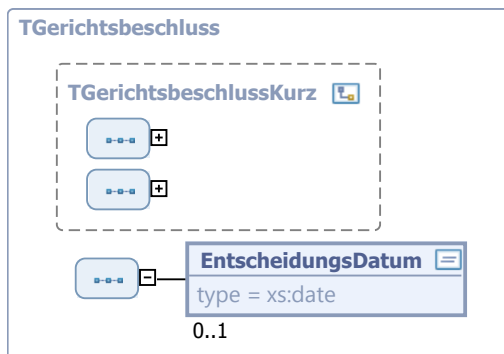 TGerichtsbeschluss
TGerichtsbeschlussKurz
EntscheidungsDatum
type = xs:date
0..1